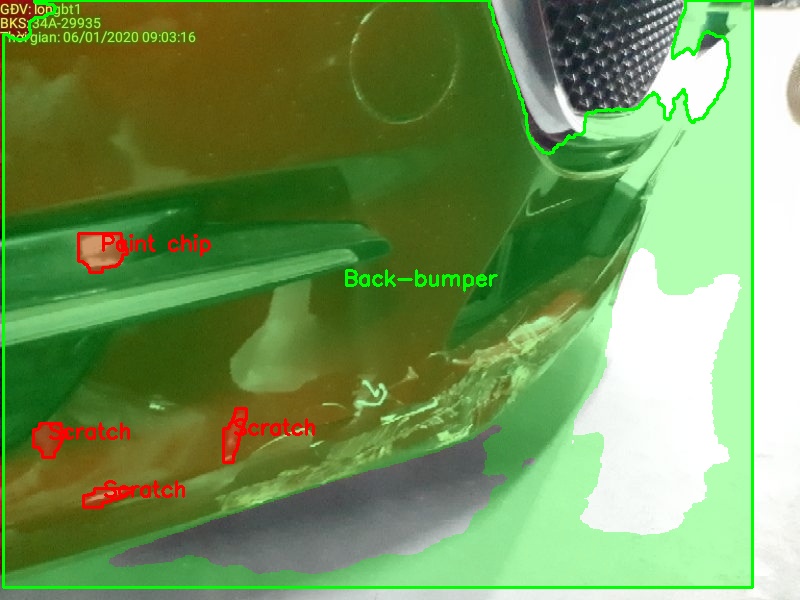 GĐV: longbt1
BKS: 34A-29935
Thời gian: 06/01/2020 09:03:16
Paint chip
Back-bumper
Scratch
Scratch
Scratch